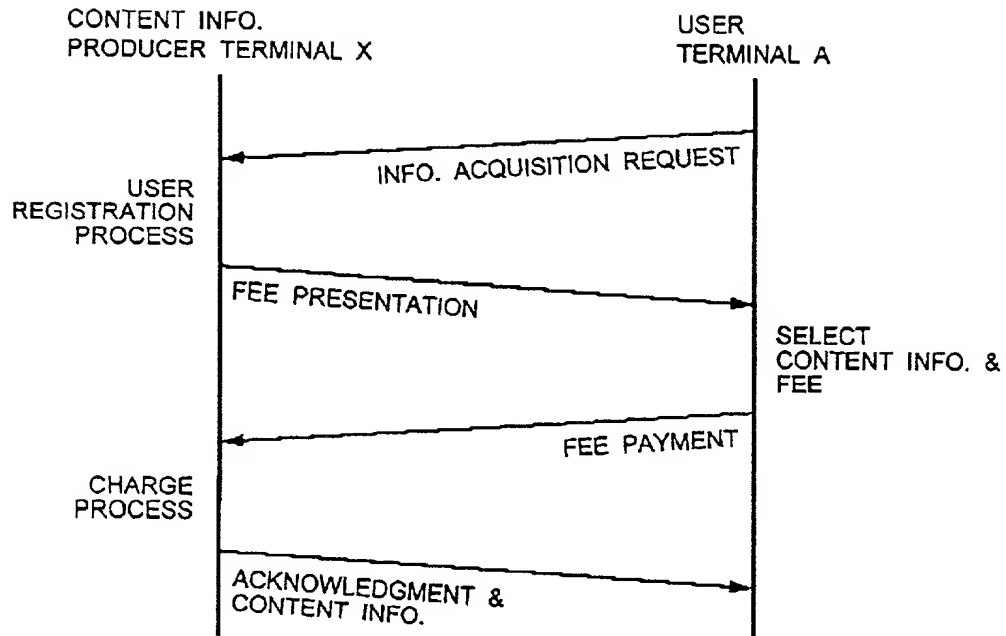 CONTENT INFO.
PRODUCER TERMINAL X
USER
TERMINAL A
INFO. ACQUISITION REQUEST
USER
REGISTRATION
PROCESS
FEE PRESENTATION
SELECT
CONTENT INFO. &
FEE
FEE PAYMENT
CHARGE
PROCESS
ACKNOWLEDGMENT &
CONTENT INFO.